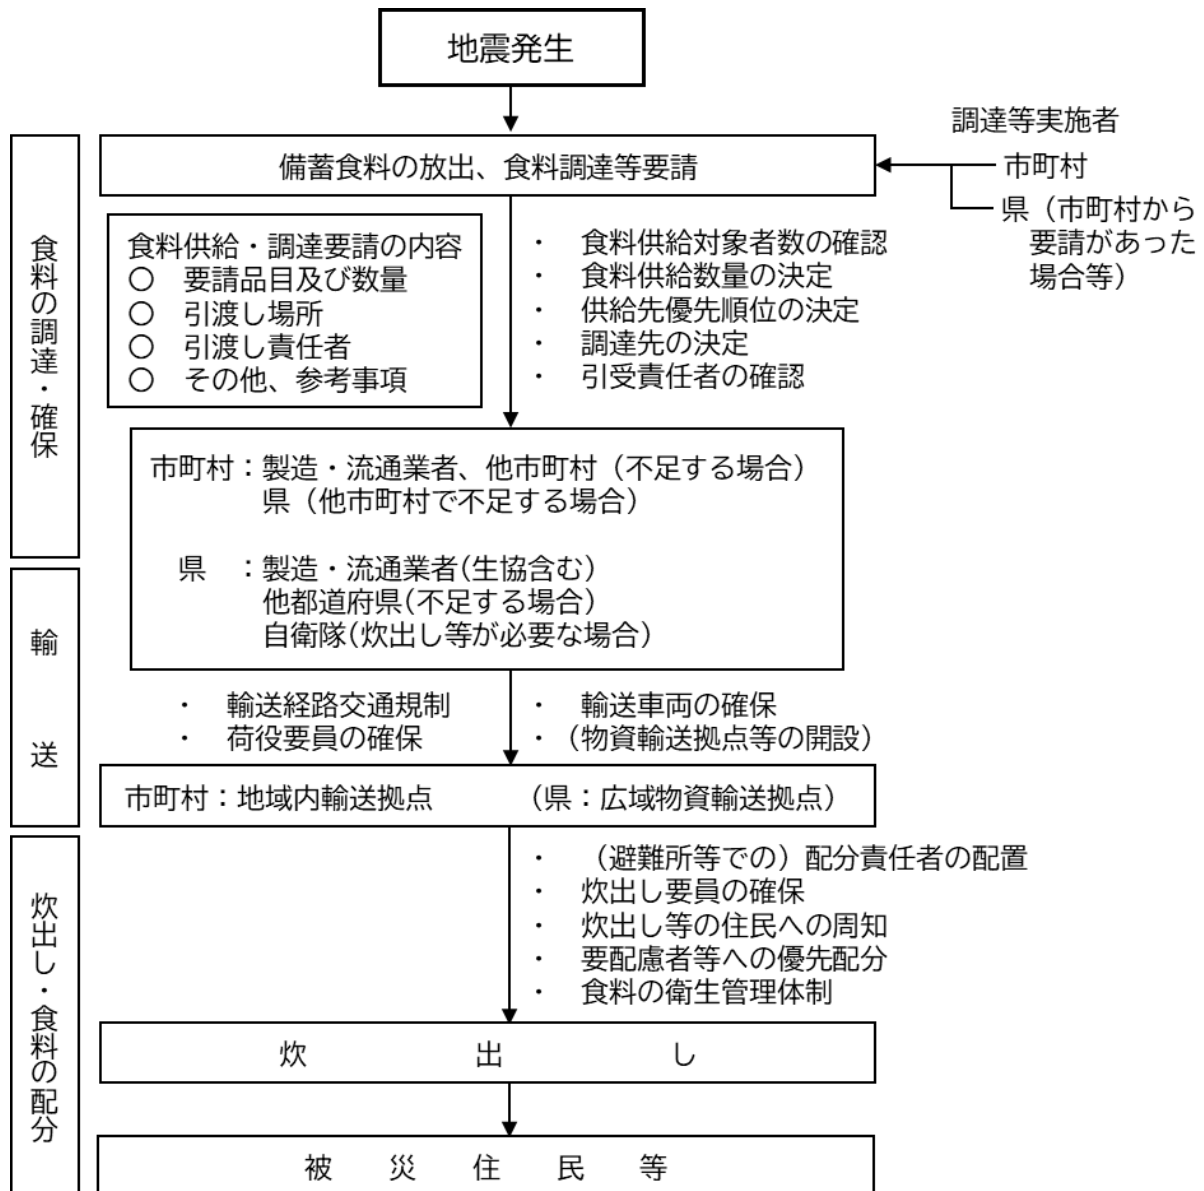 地震発生
調達等実施者
備蓄食料の放出、食料調達等要請
市町村
県（市町村から
要請があった
場合等）
食料の調達・確保
食料供給・調達要請の内容
〇　要請品目及び数量
〇　引渡し場所
〇　引渡し責任者
〇　その他、参考事項
・　食料供給対象者数の確認
・　食料供給数量の決定
・　供給先優先順位の決定
・　調達先の決定
・　引受責任者の確認
市町村：製造・流通業者、他市町村（不足する場合）
県（他市町村で不足する場合）
県　：製造・流通業者(生協含む）
他都道府県(不足する場合）
自衛隊(炊出し等が必要な場合）
輸送
・　輸送経路交通規制
・　荷役要員の確保
・　輸送車両の確保
・（物資輸送拠点等の開設）
市町村：地域内輸送拠点　　　（県：広域物資輸送拠点）
炊出し・食料の配分
・　（避難所等での）配分責任者の配置
・　炊出し要員の確保
・　炊出し等の住民への周知
・　要配慮者等への優先配分
・　食料の衛生管理体制
炊　出　し
被　災　住　民　等